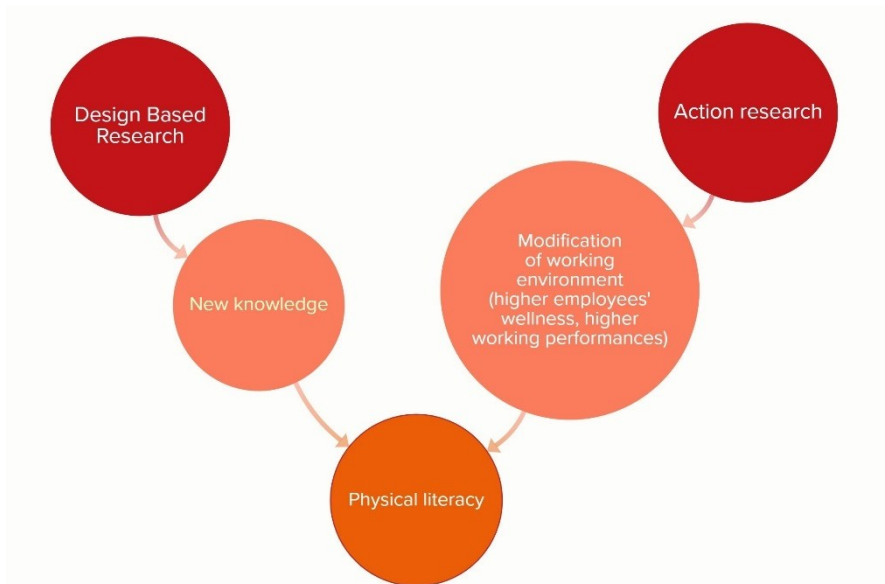 Design Based
Research
Action research
New knowledge
Modification
of working
environment
(higher employees'
wellness, higher
working performances)
Physical literacy